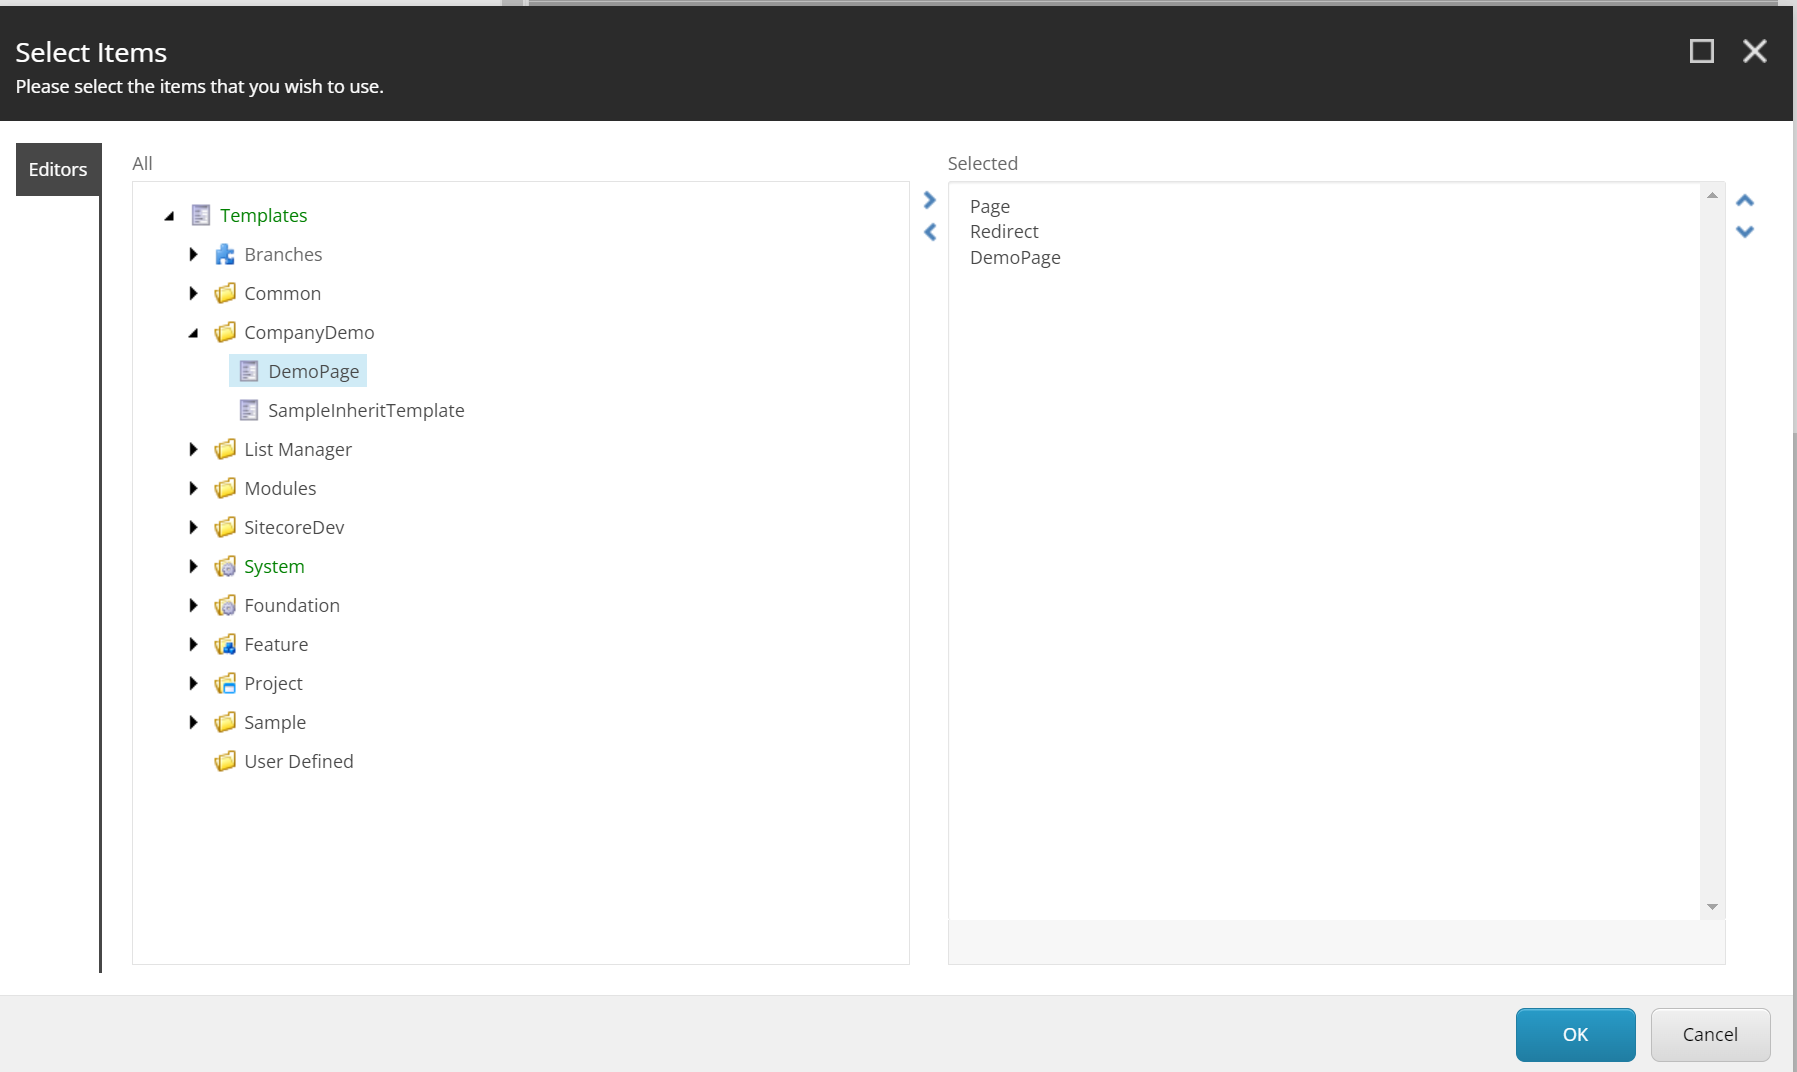 Select Items
Please select the items that you wish to use.
Editors
All
Templates
Branches
Common
CompanyDemo
DemoPage
SampleInheritTemplate
List Manager
Modules
SitecoreDev
System
Foundation
Feature
Project
Sample
User Defined
Selected
Page
Redirect
DemoPage
OK
Cancel